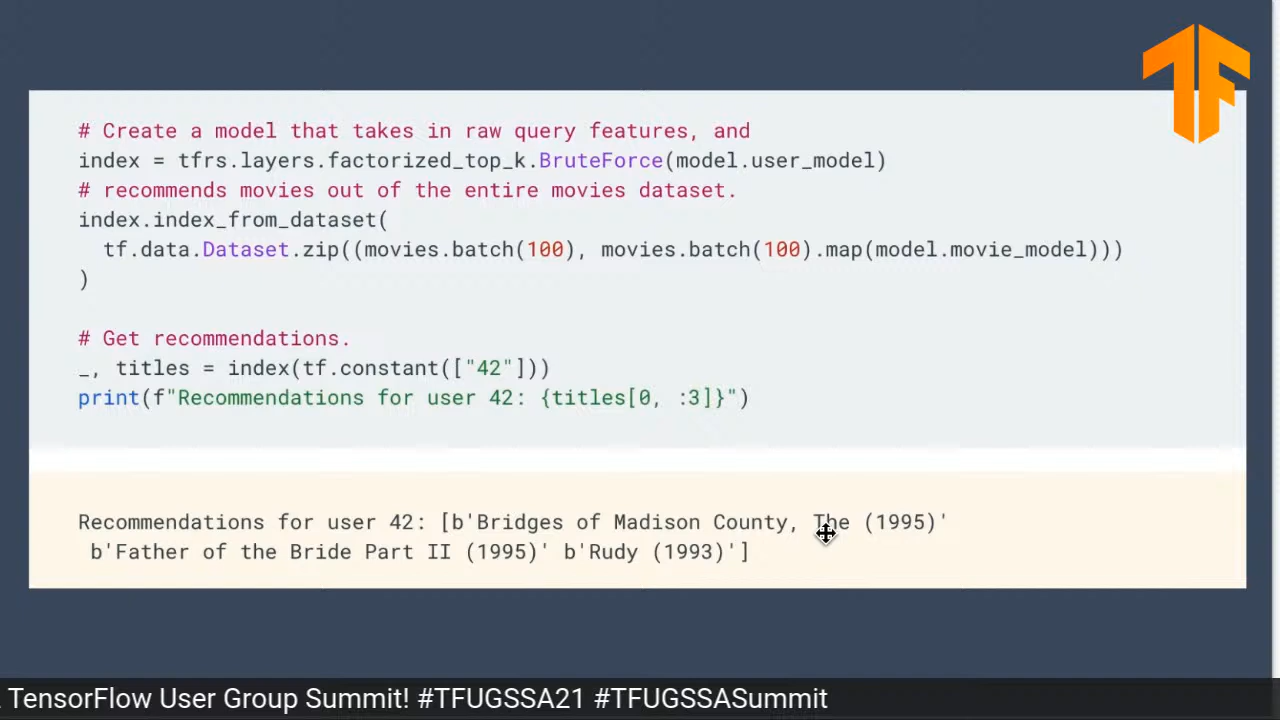 # Create a model that takes in raw query features, and
index = tfrs.layers.factorized_top_k.BruteForce(model.user_model)
# recommends movies out of the entire movies dataset.
index.index_from_dataset(
  tf.data.Dataset.zip((movies.batch(100), movies.batch(100).map(model.movie_model)))
)
# Get recommendations.
_, titles = index(tf.constant(["42"]))
print(f"Recommendations for user 42: {titles[0, :3]}")
Recommendations for user 42: [b'Bridges of Madison County, The (1995)'
 b'Father of the Bride Part II (1995)' b'Rudy (1993)']
TensorFlow User Group Summit! #TFUGSSA21 #TFUGSSASummit